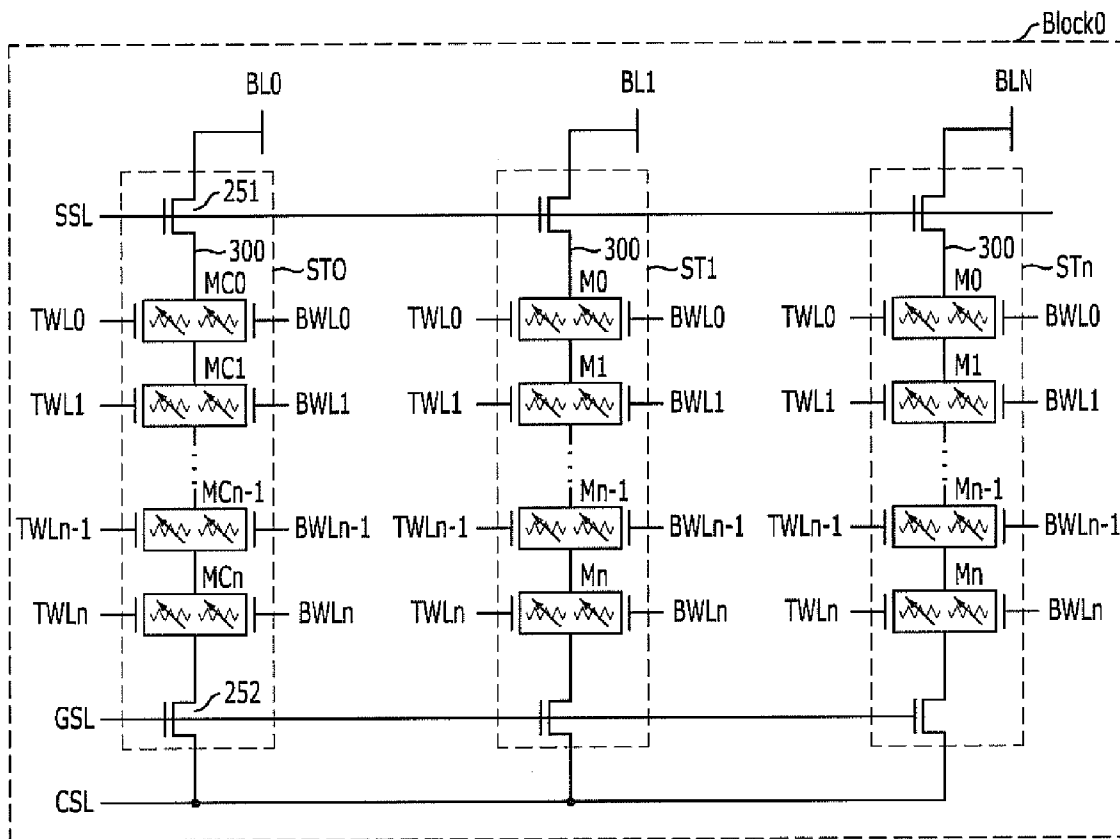 Block0
BL0 BL1 BLN
251
SSL
300 300 300
ST0 ST1 STn
MC0 M0 M0
TWL0 BWL0 TWL0 BWL0 TWL0 BWL0
MC1 M1 M1
TWL1 BWL1 TWL1 BWL1 TWL1 BWL1
MCn-1 Mn-1 Mn-1
TWLn-1 BWLn-1 TWLn-1 BWLn-1 TWLn-1 BWLn-1
MCn Mn Mn
TWLn BWLn TWLn BWLn TWLn BWLn
252
GSL
CSL